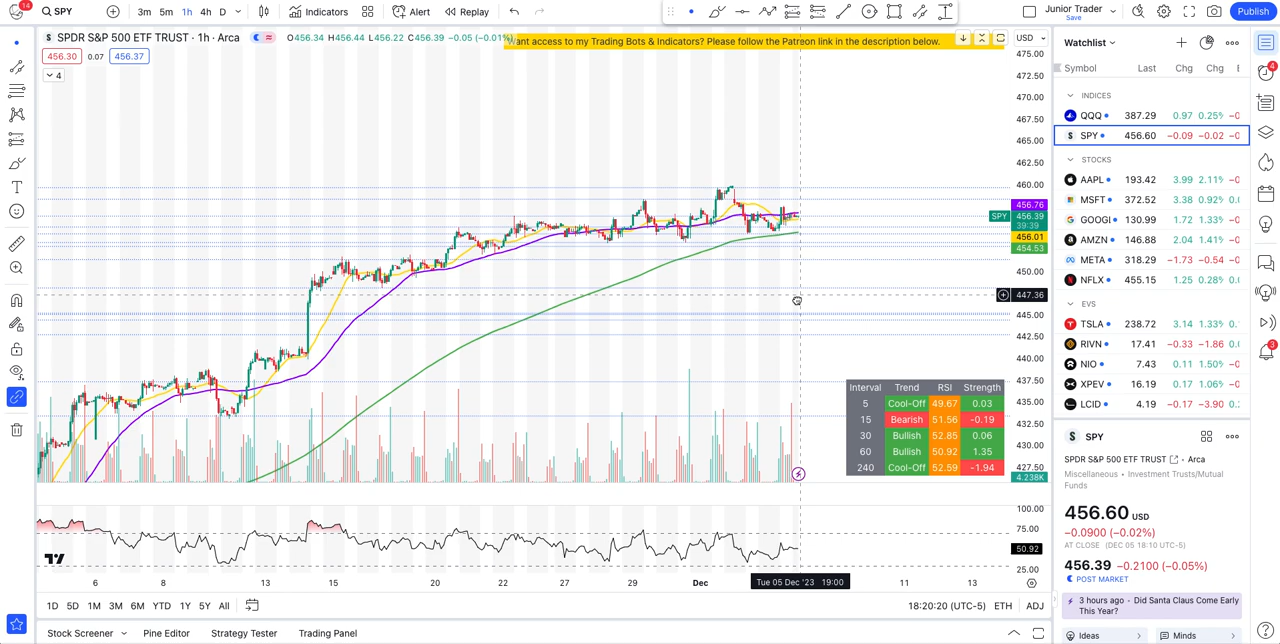 14 SPY 3m 5m 1h 4h D Indicators Alert Replay Junior Trader Save Publish
SPDR S&P 500 ETF TRUST · 1h · Arca O456.34 H456.44 L456.22 C456.39 −0.05 (−0.01%)
Want access to my Trading Bots & Indicators? Please follow the Patreon link in the description below.
USD
456.30 0.07 456.37
4
475.00
472.50
470.00
467.50
465.00
462.50
460.00
456.76
SPY 456.39
39:39
456.01
454.53
450.00
447.36
445.00
442.50
440.00
437.50
435.00
432.50
430.00
427.50
4.238K
Interval Trend RSI Strength
5 Cool-Off 49.67 0.03
15 Bearish 51.56 -0.19
30 Bullish 52.85 0.06
60 Bullish 50.92 1.35
240 Cool-Off 52.59 -1.94
100.00
75.00
50.92
25.00
6 8 13 15 20 22 27 29 Dec Tue 05 Dec '23 19:00 11 13
1D 5D 1M 3M 6M YTD 1Y 5Y All 18:20:20 (UTC-5) ETH ADJ
Stock Screener Pine Editor Strategy Tester Trading Panel
Watchlist
Symbol Last Chg Chg
INDICES
QQQ 387.29 0.97 0.25%
SPY 456.60 −0.09 −0.02
STOCKS
AAPL 193.42 3.99 2.11%
MSFT 372.52 3.38 0.92%
GOOGL 130.99 1.72 1.33%
AMZN 146.88 2.04 1.41%
META 318.29 −1.73 −0.54
NFLX 455.15 1.25 0.28%
EVS
TSLA 238.72 3.14 1.33%
RIVN 17.41 −0.33 −1.86
NIO 7.43 0.11 1.50%
XPEV 16.19 0.17 1.06%
LCID 4.19 −0.17 −3.90
SPY
SPDR S&P 500 ETF TRUST · Arca
Miscellaneous • Investment Trusts/Mutual
Funds
456.60 USD
−0.0900 (−0.02%)
AT CLOSE (DEC 05 18:10 UTC-5)
456.39 −0.2100 (−0.05%)
POST MARKET
3 hours ago · Did Santa Claus Come Early
This Year?
Ideas Minds
4
3